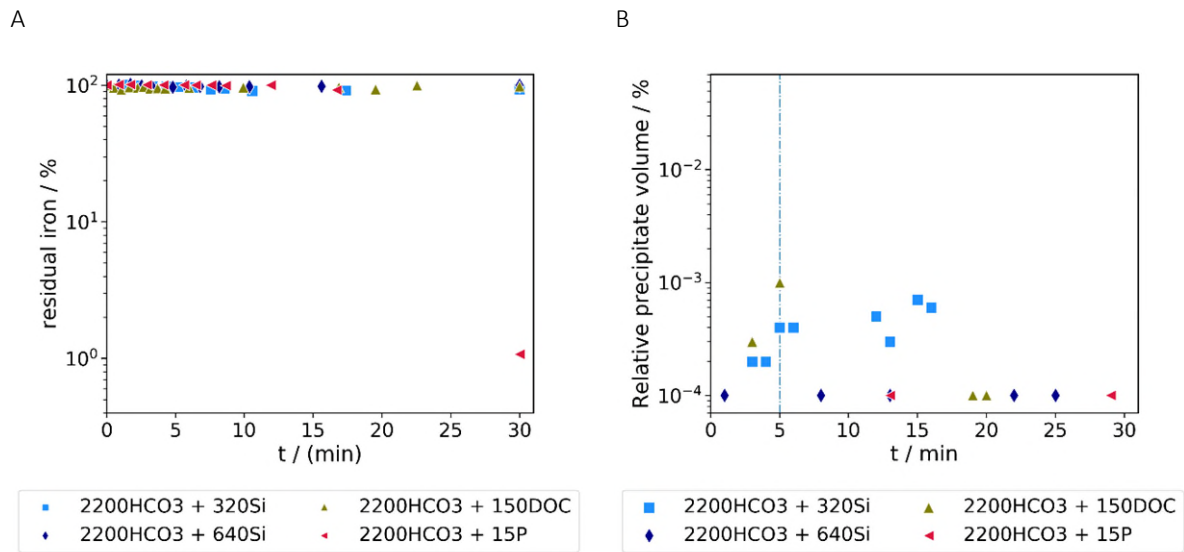 A
B
10²
10¹
10⁰
residual iron / %
0 5 10 15 20 25 30
t / (min)
2200HCO3 + 320Si 2200HCO3 + 150DOC
2200HCO3 + 640Si 2200HCO3 + 15P
10⁻²
10⁻³
10⁻⁴
Relative precipitate volume / %
0 5 10 15 20 25 30
t / min
2200HCO3 + 320Si 2200HCO3 + 150DOC
2200HCO3 + 640Si 2200HCO3 + 15P